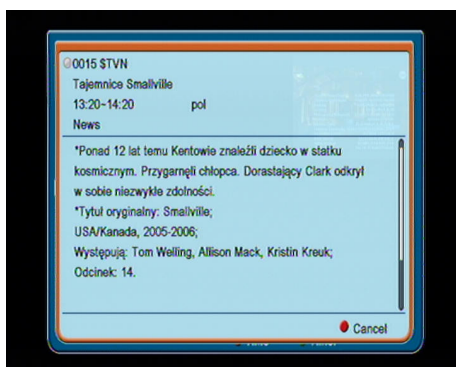 0015 $TVN
Tajemnice Smallville
13:20~14:20 pol
News
*Ponad 12 lat temu Kentowie znaleźli dziecko w statku
kosmicznym. Przygarnęli chłopca. Dorastający Clark odkrył
w sobie niezwykłe zdolności.
*Tytuł oryginalny: Smallville;
USA/Kanada, 2005-2006;
Występują: Tom Welling, Allison Mack, Kristin Kreuk;
Odcinek: 14.
Cancel